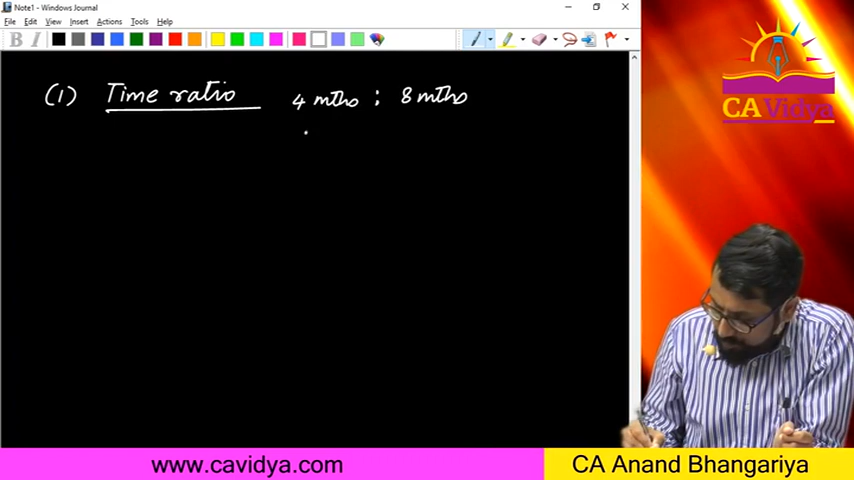 Note1 - Windows Journal
File Edit View Insert Actions Tools Help
B I
(1) Time ratio 4 mths : 8 mths
CA Vidya
www.cavidya.com
CA Anand Bhangariya